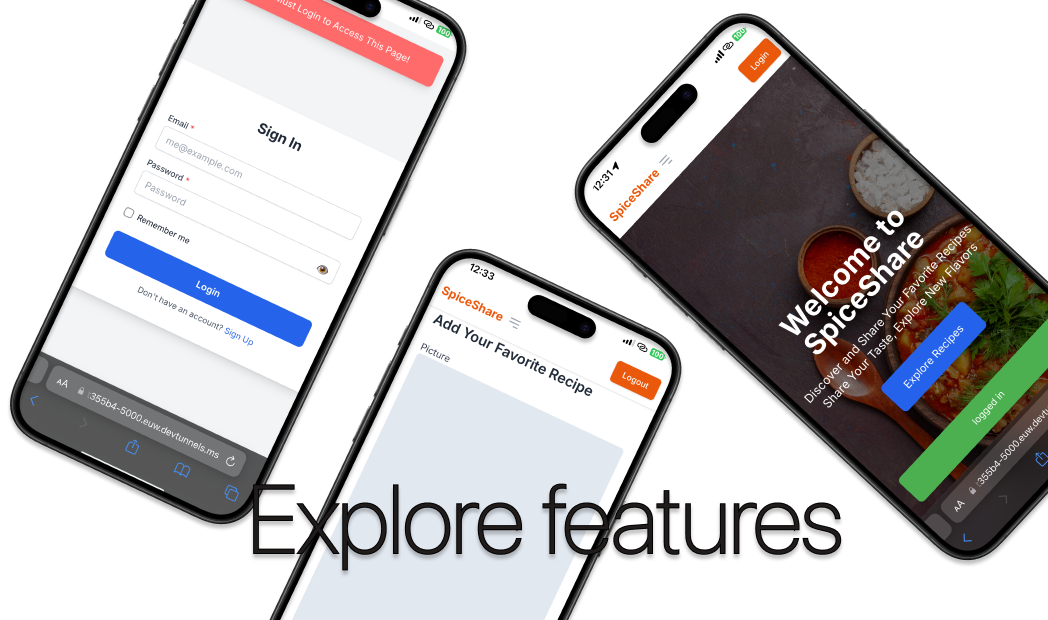 Must Login to Access This Page!
100
Sign In
Email *
me@example.com
Password *
Password
Remember me
Login
Don't have an account? Sign Up
AA
355b4-5000.euw.devtunnels.ms
12:33
100
SpiceShare
Logout
Add Your Favorite Recipe
Picture
12:31
100
SpiceShare
Login
Welcome to
SpiceShare
Discover and Share Your Favorite Recipes
Share Your Taste, Explore New Flavors
Explore Recipes
logged in
AA
355b4-5000.euw.devtu
Explore features